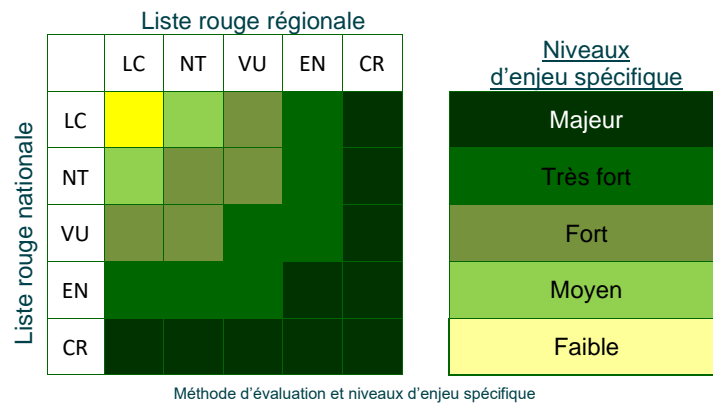 Liste rouge régionale
LC NT VU EN CR
Liste rouge nationale
LC
NT
VU
EN
CR
Niveaux
d'enjeu spécifique
Majeur
Très fort
Fort
Moyen
Faible
Méthode d'évaluation et niveaux d'enjeu spécifique